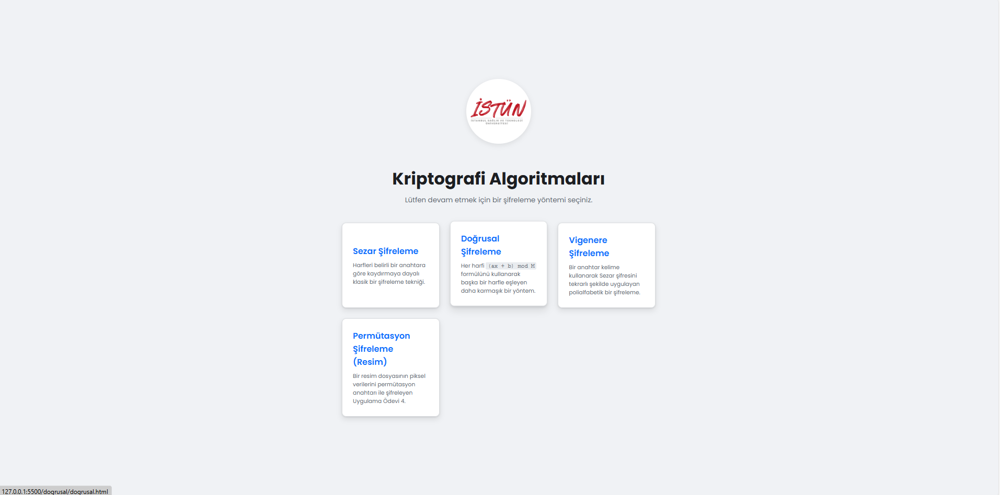 İSTÜN
İSTANBUL SAĞLIK VE TEKNOLOJİ
ÜNİVERSİTESİ
Kriptografi Algoritmaları
Lütfen devam etmek için bir şifreleme yöntemi seçiniz.
Sezar Şifreleme
Harfleri belirli bir anahtara
göre kaydırmaya dayalı
klasik bir şifreleme tekniği.
Doğrusal
Şifreleme
Her harfi (ax + b) mod M
formülünü kullanarak
başka bir harfle eşleyen
daha karmaşık bir yöntem.
Vigenere
Şifreleme
Bir anahtar kelime
kullanarak Sezar şifresini
tekrarlı şekilde uygulayan
polialfabetik bir şifreleme.
Permütasyon
Şifreleme
(Resim)
Bir resim dosyasının piksel
verilerini permütasyon
anahtarı ile şifreleyen
Uygulama Ödevi 4.
127.0.0.1:5500/dogrusal/dogrusal.html